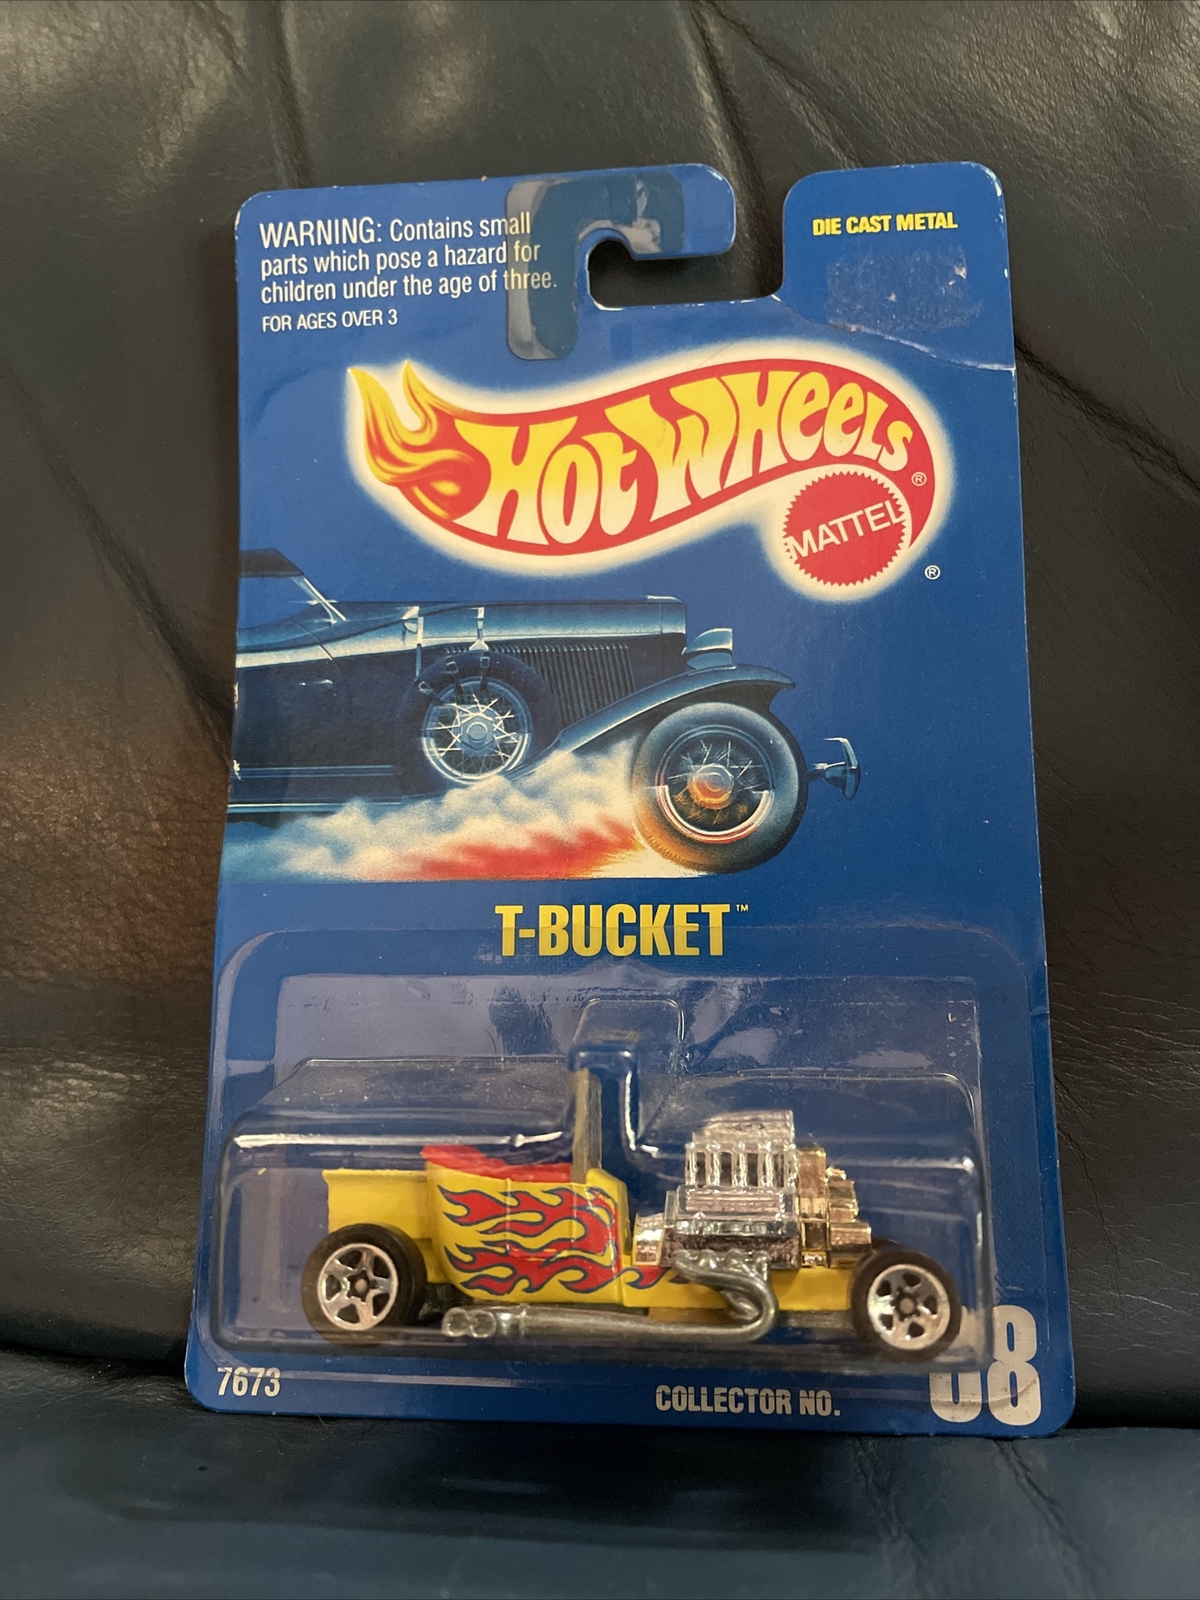 WARNING: Contains small
parts which pose a hazard for
children under the age of three.
FOR AGES OVER 3
DIE CAST METAL
HOT WHEELS ®
MATTEL
®
T-BUCKET™
7673
COLLECTOR NO.